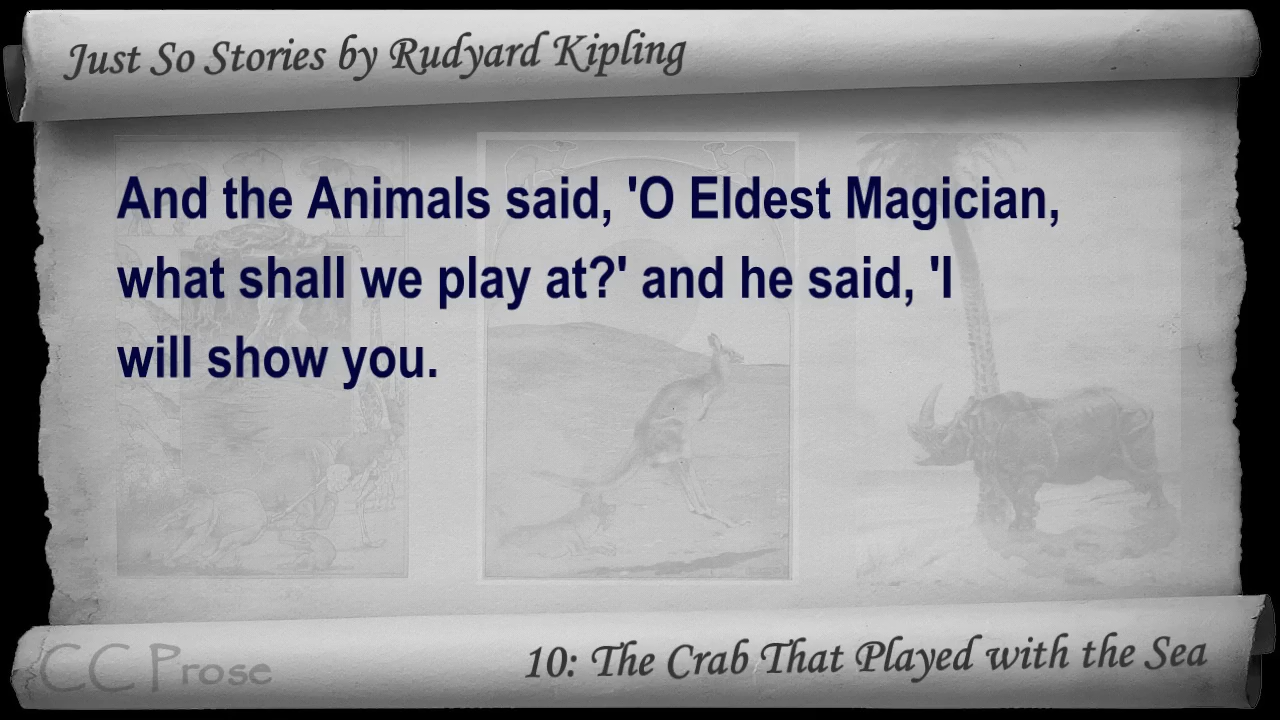 Just So Stories by Rudyard Kipling
And the Animals said, 'O Eldest Magician,
what shall we play at?' and he said, 'I
will show you.
CC Prose
10: The Crab That Played with the Sea